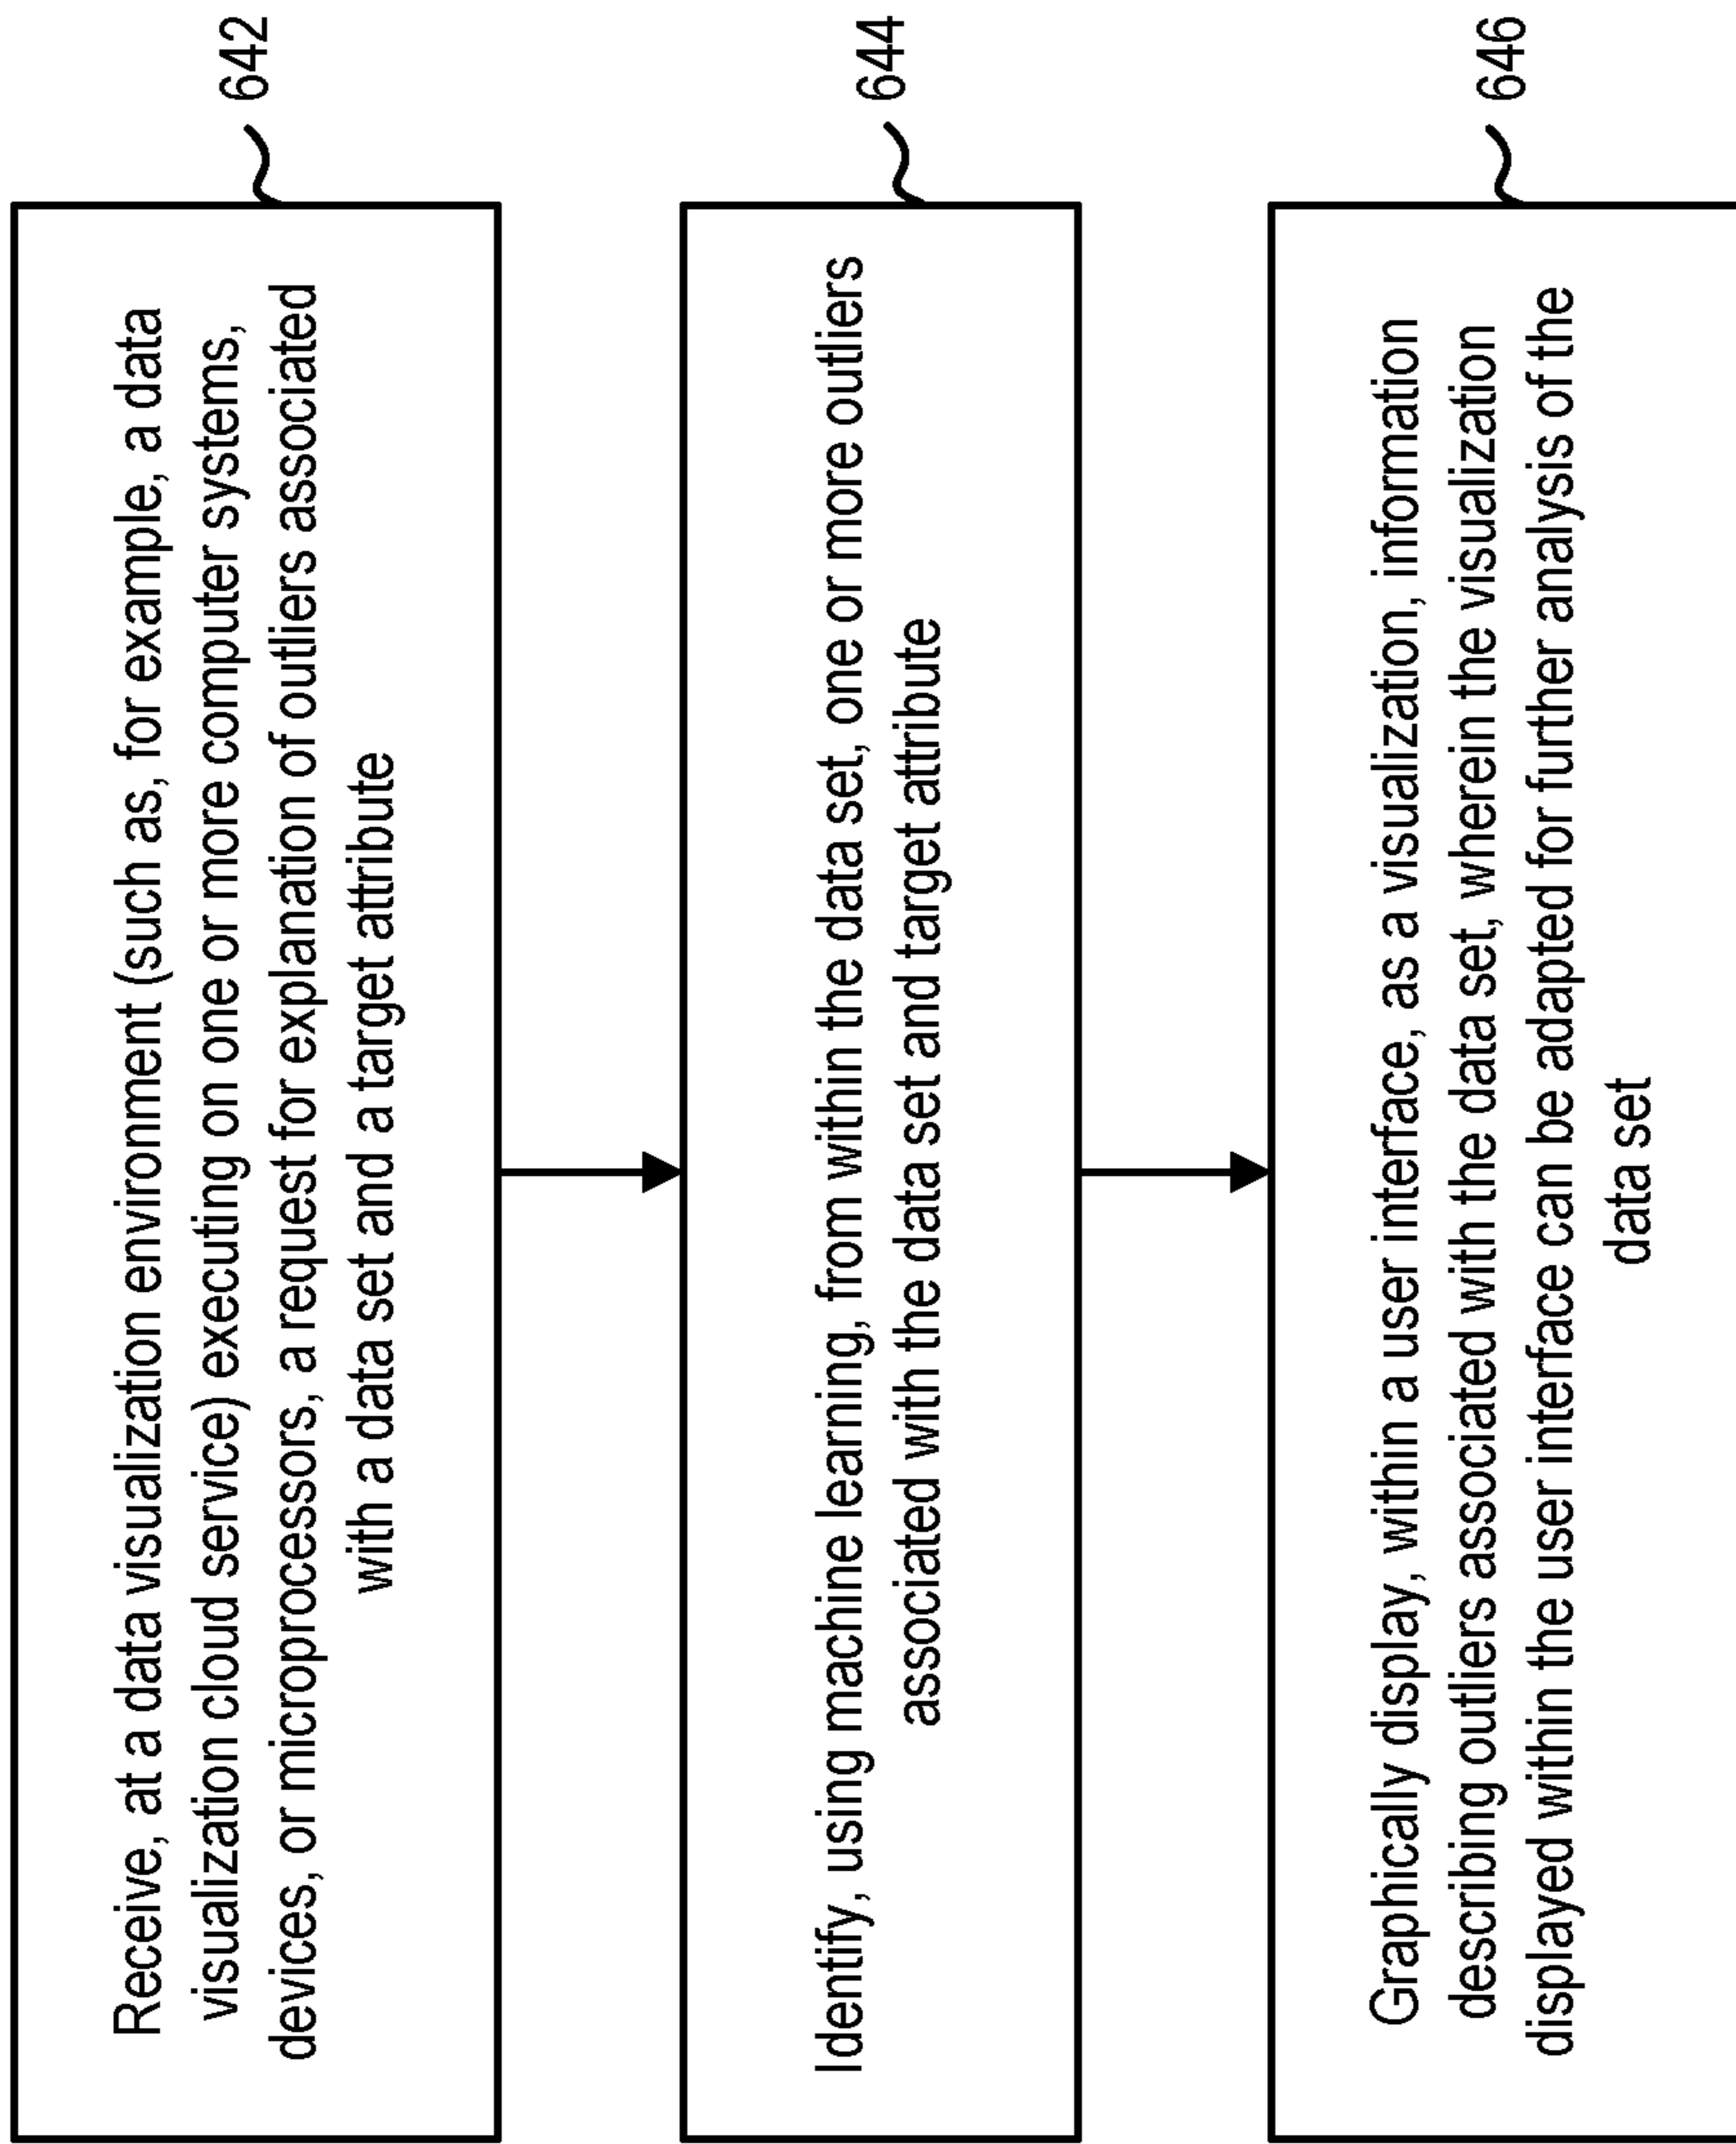 Receive, at a data visualization environment (such as, for example, a data
visualization cloud service) executing on one or more computer systems,
devices, or microprocessors, a request for explanation of outliers associated
with a data set and a target attribute
642
Identify, using machine learning, from within the data set, one or more outliers
associated with the data set and target attribute
644
Graphically display, within a user interface, as a visualization, information
describing outliers associated with the data set, wherein the visualization
displayed within the user interface can be adapted for further analysis of the
data set
646